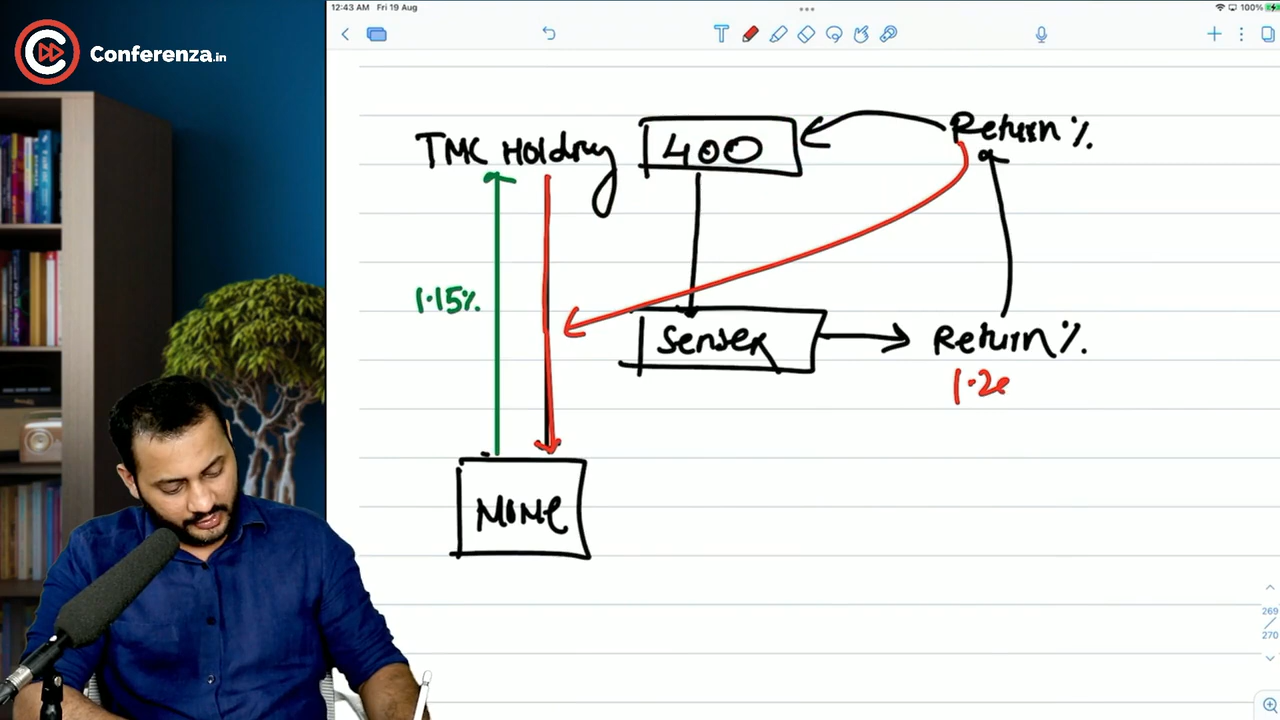 12:43 AM Fri 19 Aug
100%
Conferenza.in
TMC Holding 400 Return %
1.15%
Sensex Return %
1.2
269
270